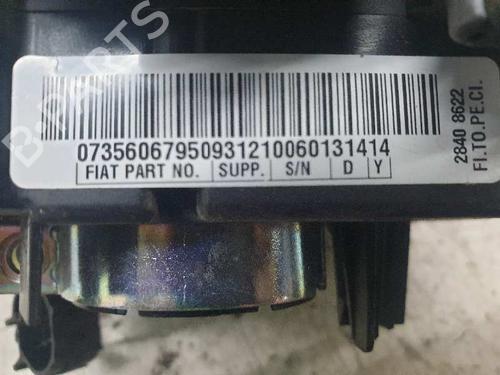 B-PARTS
07356067950931210060131414
FIAT PART NO. SUPP. S/N D Y
2840 8622
FI.TO.PE.CI.